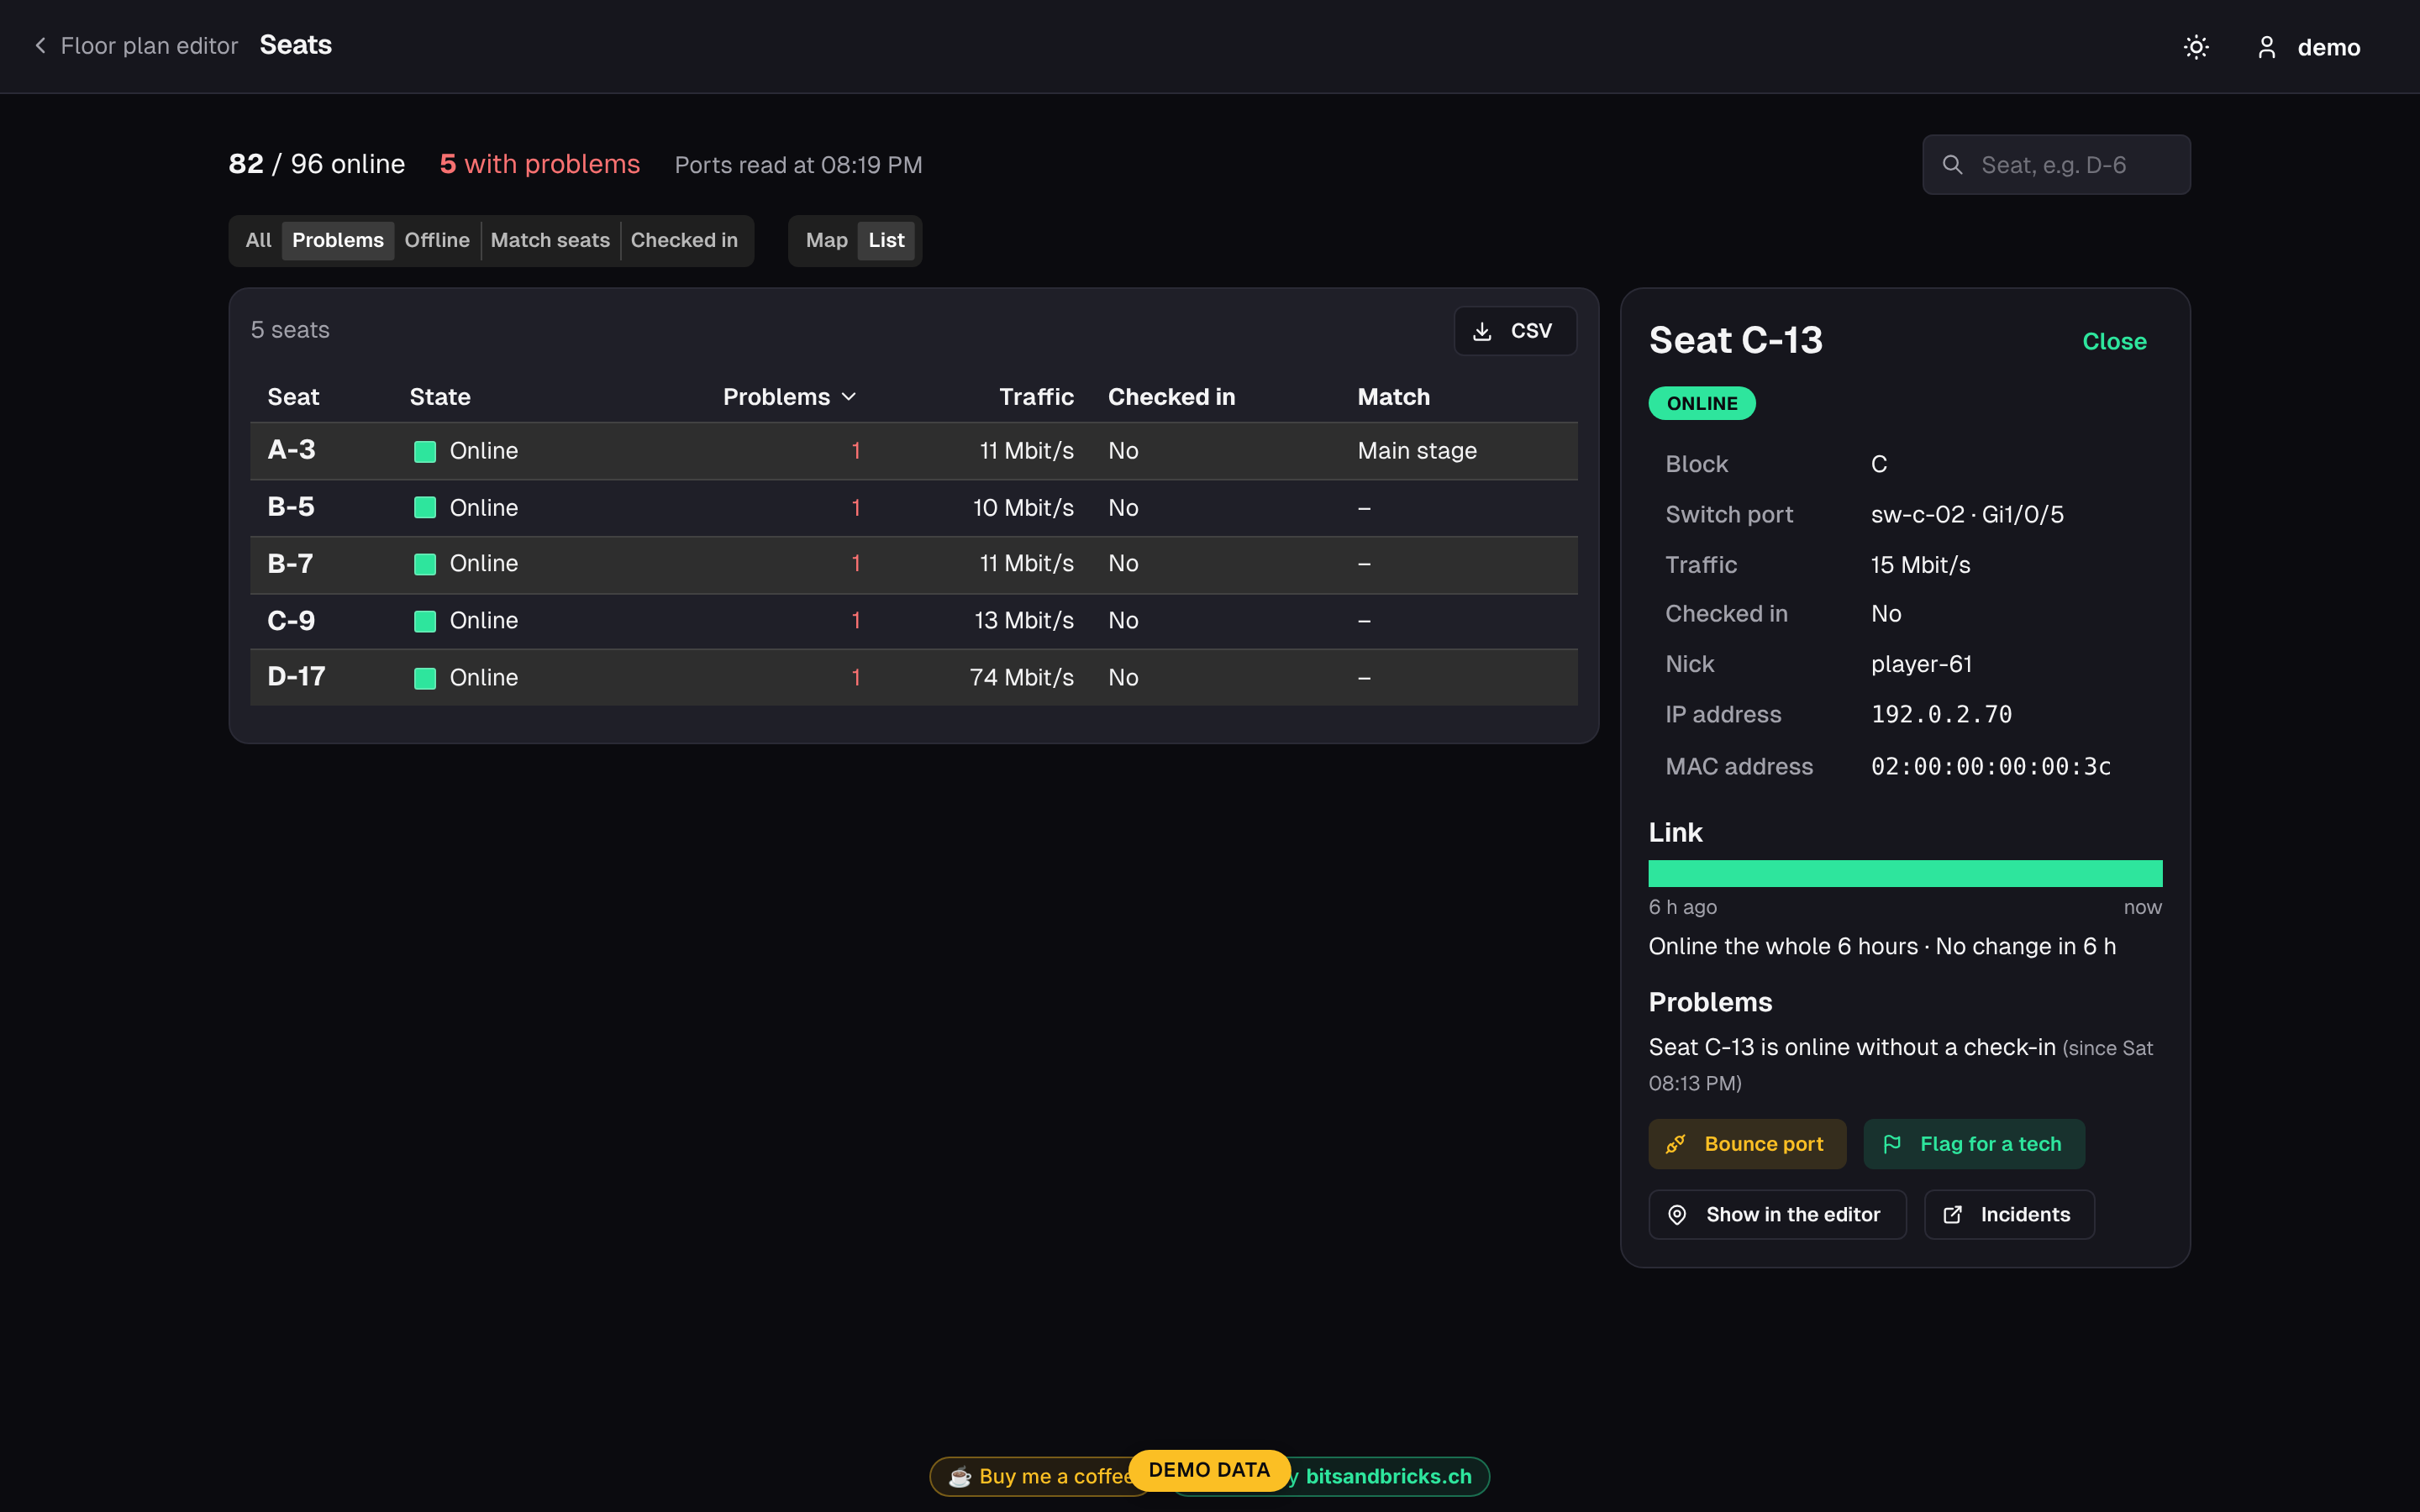 Floor plan editor Seats
demo
82 / 96 online 5 with problems Ports read at 08:19 PM
Seat, e.g. D-6
All Problems Offline Match seats Checked in Map List
5 seats
CSV
Seat State Problems Traffic Checked in Match
A-3 Online 1 11 Mbit/s No Main stage
B-5 Online 1 10 Mbit/s No –
B-7 Online 1 11 Mbit/s No –
C-9 Online 1 13 Mbit/s No –
D-17 Online 1 74 Mbit/s No –
Seat C-13
Close
ONLINE
Block C
Switch port sw-c-02 · Gi1/0/5
Traffic 15 Mbit/s
Checked in No
Nick player-61
IP address 192.0.2.70
MAC address 02:00:00:00:00:3c
Link
6 h ago now
Online the whole 6 hours · No change in 6 h
Problems
Seat C-13 is online without a check-in (since Sat
08:13 PM)
Bounce port Flag for a tech
Show in the editor Incidents
Buy me a coffee DEMO DATA bitsandbricks.ch